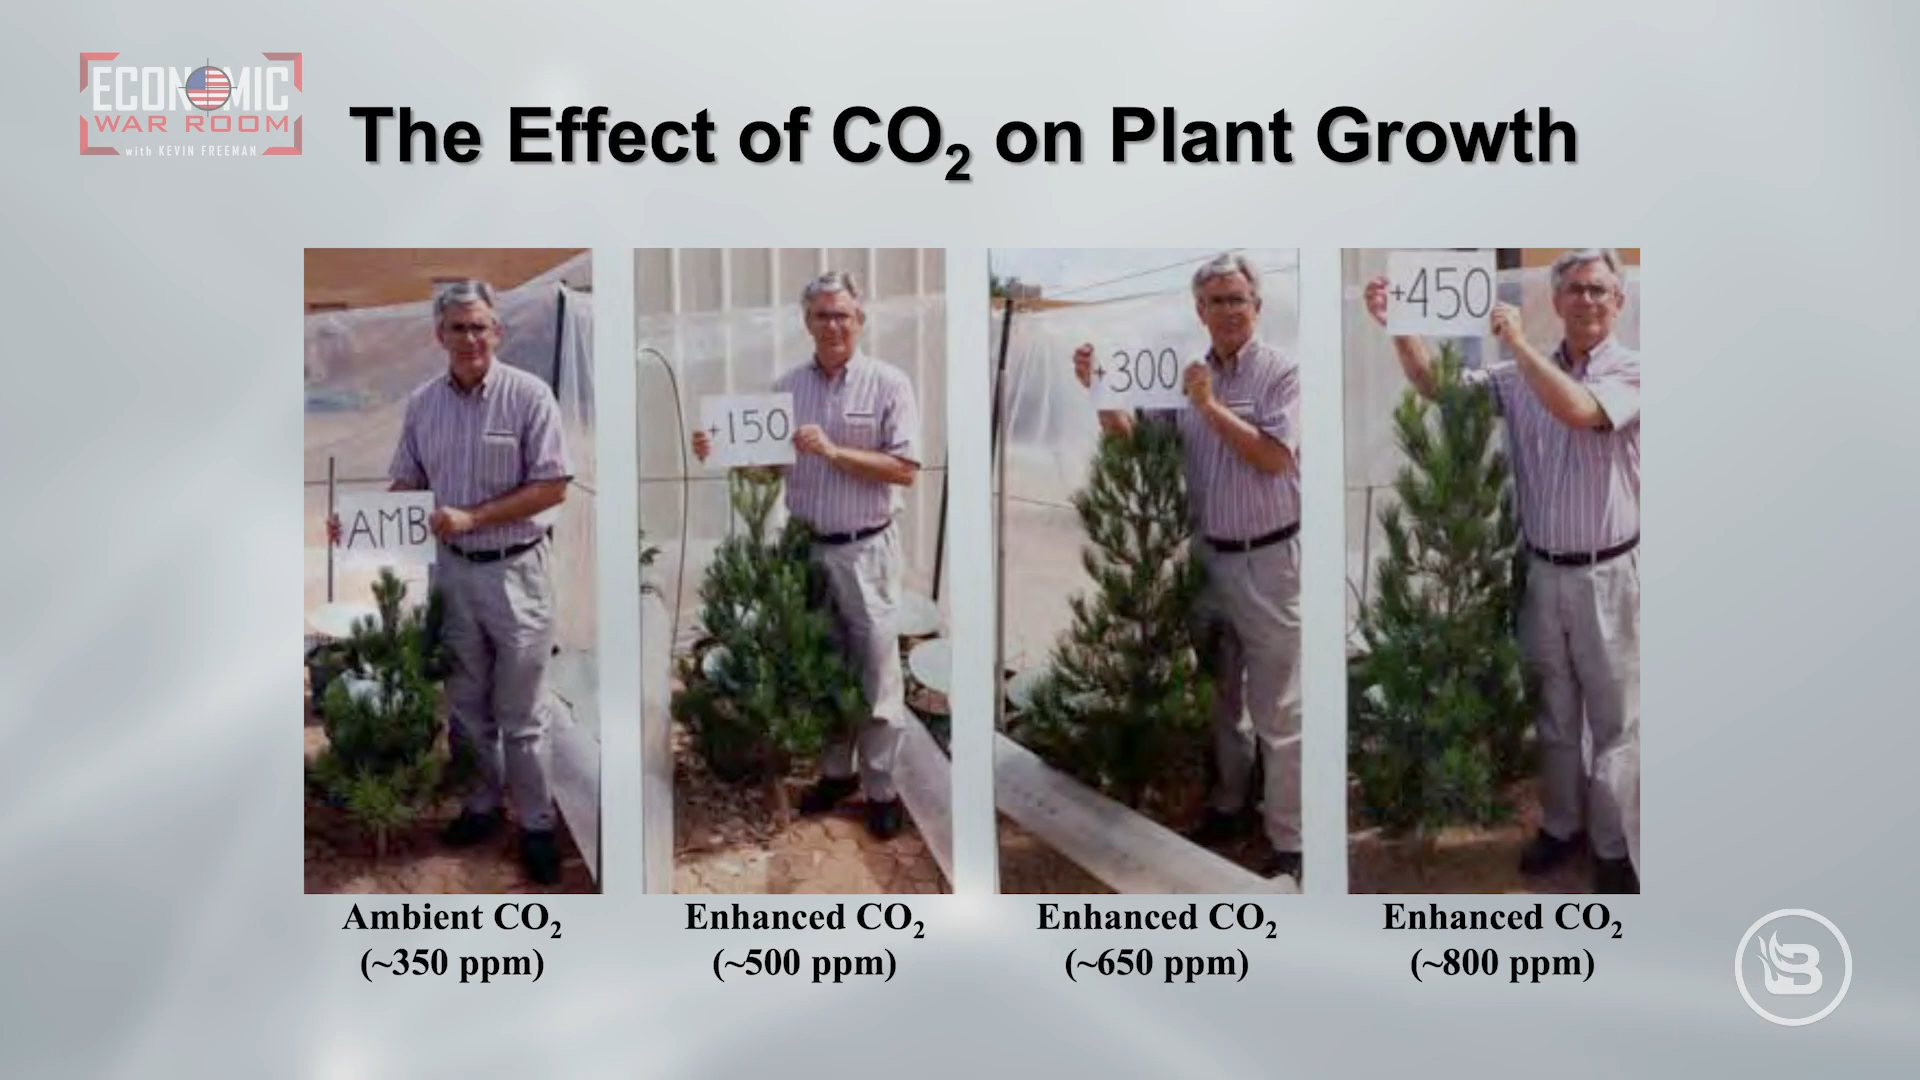 ECONOMIC
WAR ROOM
with KEVIN FREEMAN
The Effect of CO₂ on Plant Growth
AMB
+150
+300
+450
Ambient CO₂
(~350 ppm)
Enhanced CO₂
(~500 ppm)
Enhanced CO₂
(~650 ppm)
Enhanced CO₂
(~800 ppm)
B